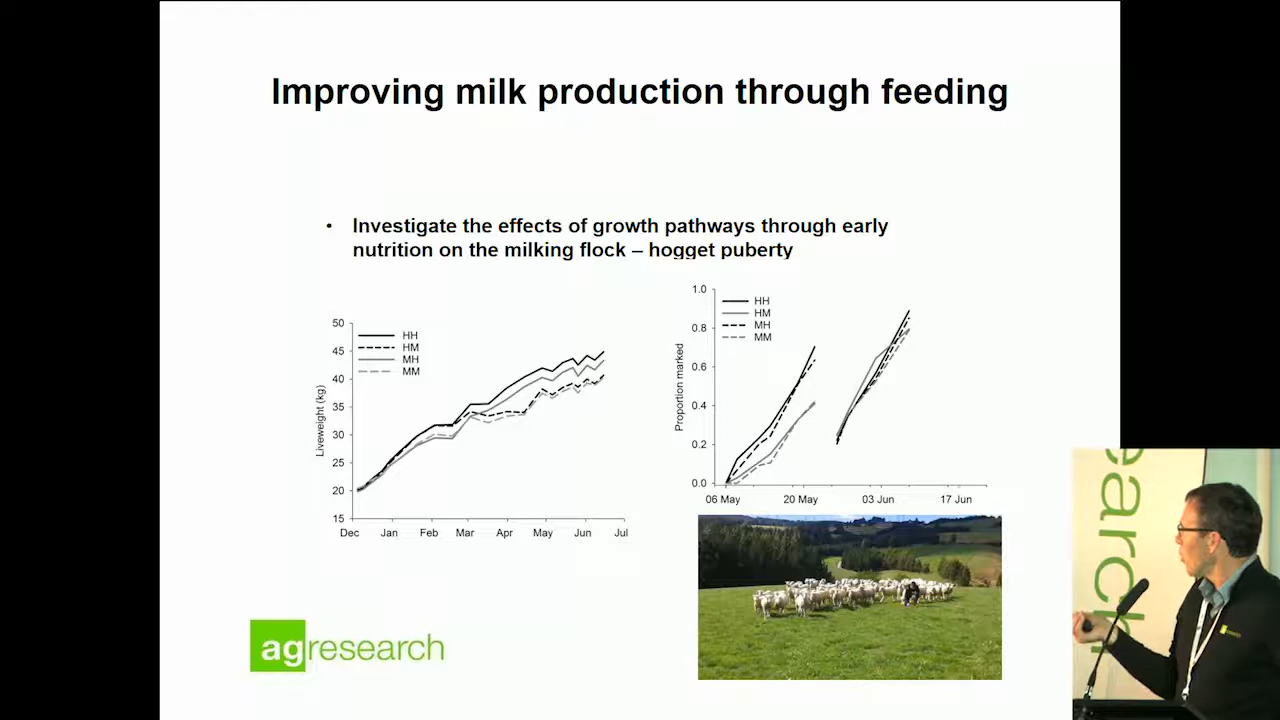 Improving milk production through feeding
• Investigate the effects of growth pathways through early
nutrition on the milking flock – hogget puberty
50
45
40
35
30
25
20
15
Liveweight (kg)
HH
HM
MH
MM
Dec Jan Feb Mar Apr May Jun Jul
1.0
0.8
0.6
0.4
0.2
0.0
Proportion marked
HH
HM
MH
MM
06 May 20 May 03 Jun 17 Jun
agresearch
earch